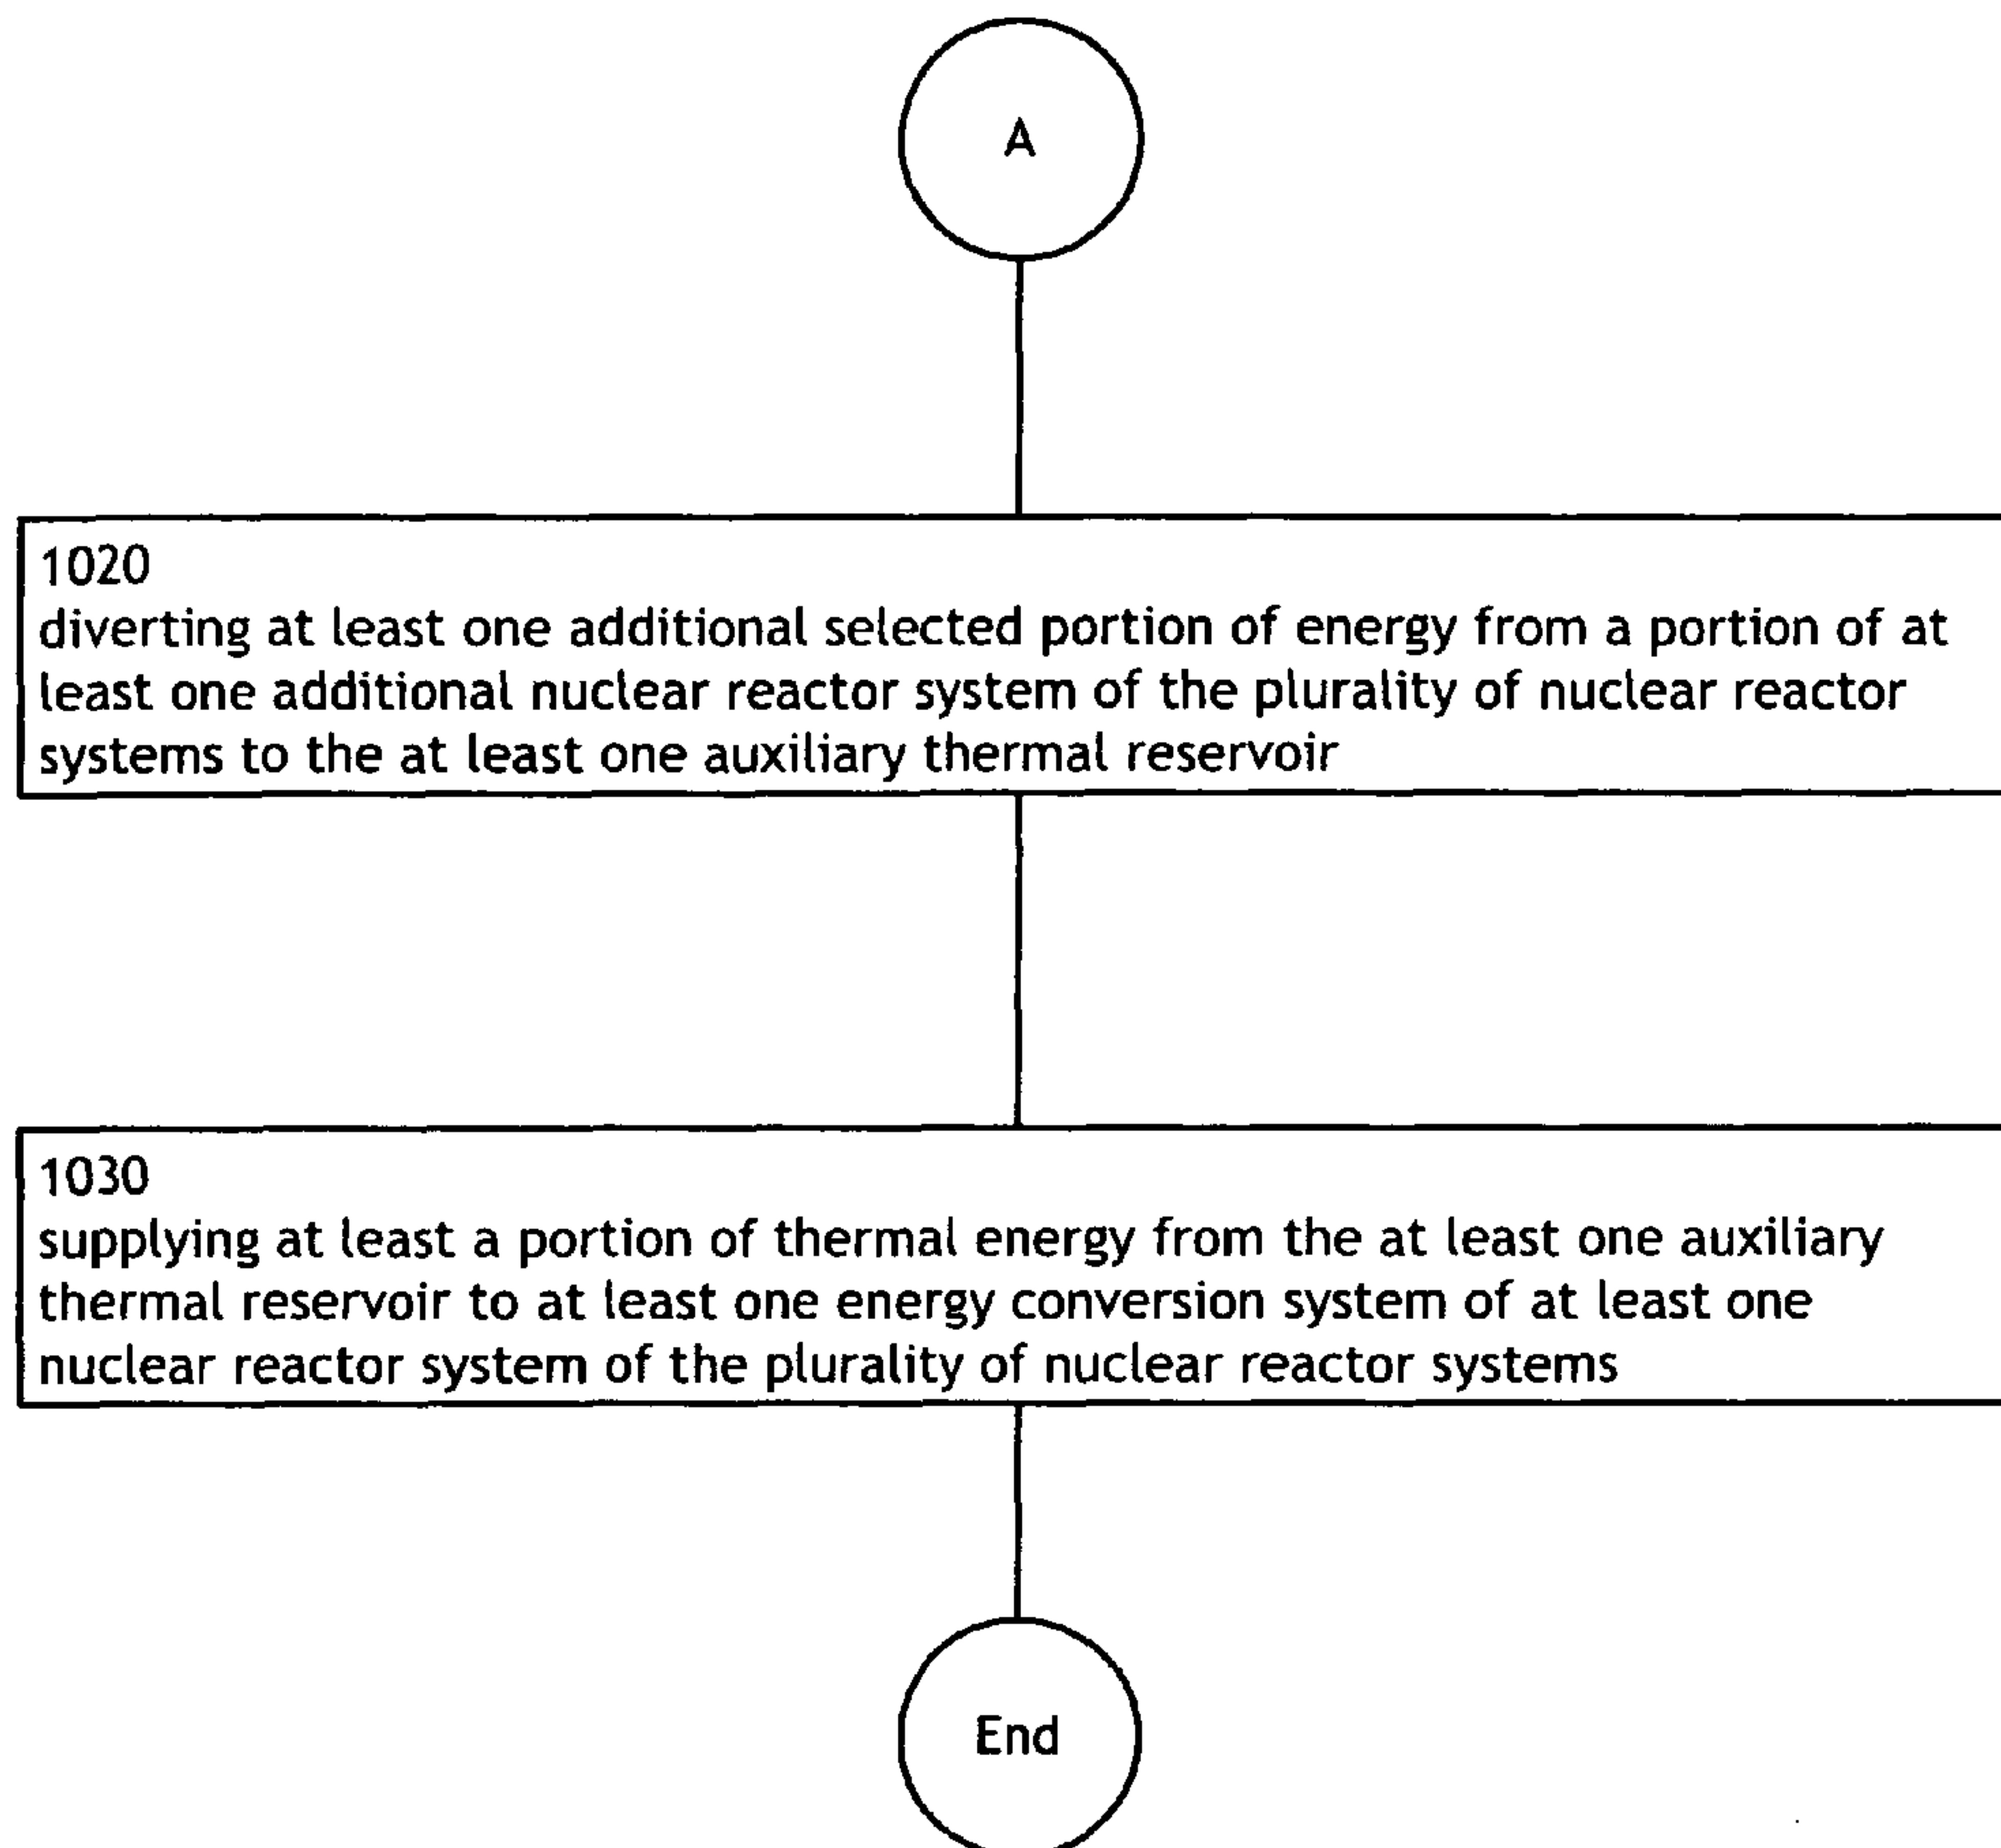 A
1020
diverting at least one additional selected portion of energy from a portion of at
least one additional nuclear reactor system of the plurality of nuclear reactor
systems to the at least one auxiliary thermal reservoir
1030
supplying at least a portion of thermal energy from the at least one auxiliary
thermal reservoir to at least one energy conversion system of at least one
nuclear reactor system of the plurality of nuclear reactor systems
End